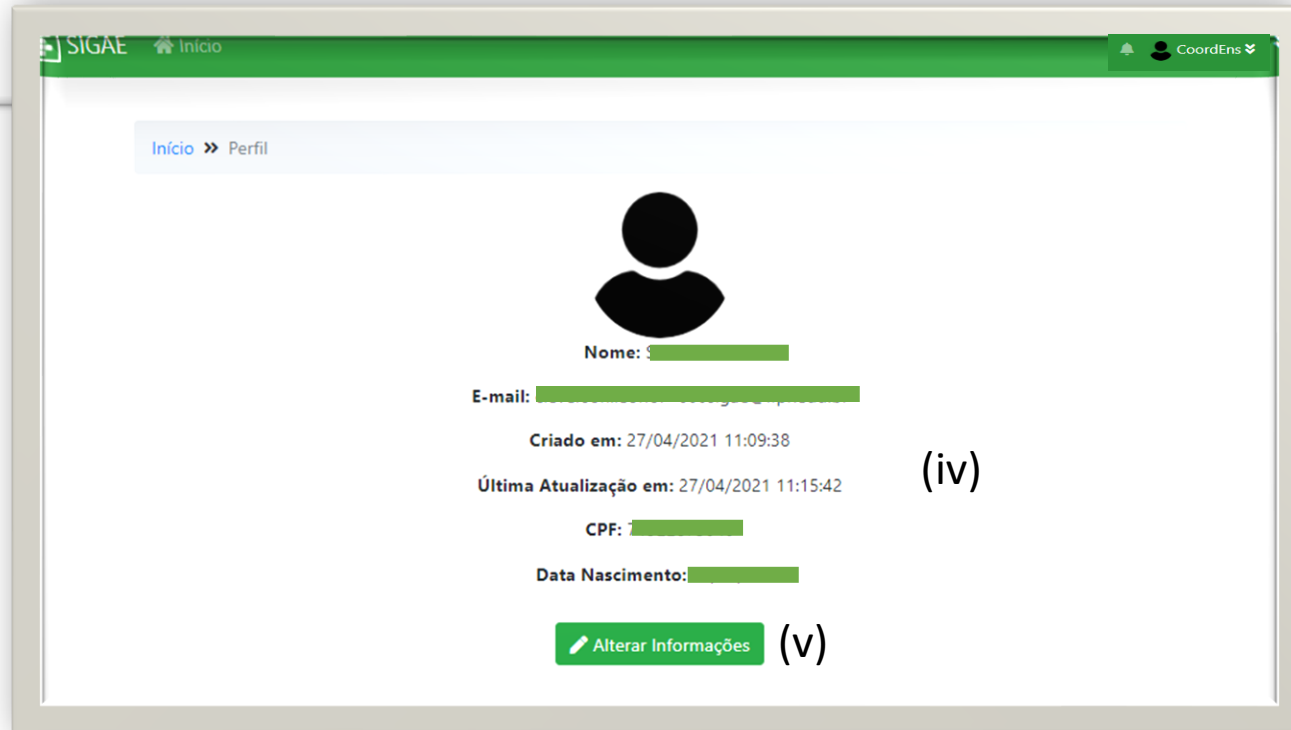 SIGAE Início
CoordEns
Início » Perfil
Nome:
E-mail:
Criado em: 27/04/2021 11:09:38
(iv)
Última Atualização em: 27/04/2021 11:15:42
CPF:
Data Nascimento:
Alterar Informações
(v)